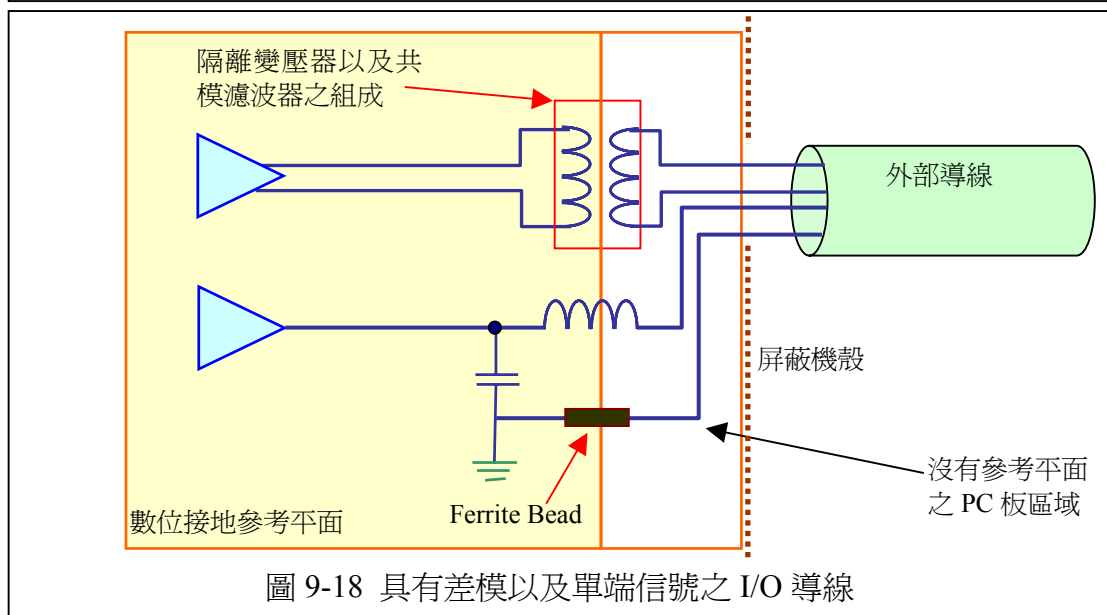 隔離變壓器以及共
模濾波器之組成
外部導線
屏蔽機殼
沒有參考平面
之 PC 板區域
數位接地參考平面
Ferrite Bead
圖 9-18 具有差模以及單端信號之 I/O 導線